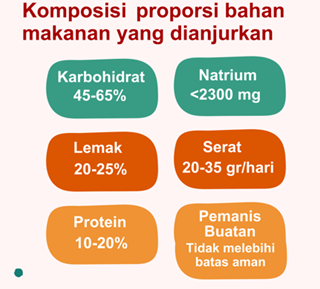 Komposisi proporsi bahan
makanan yang dianjurkan
Karbohidrat
45-65%
Natrium
<2300 mg
Lemak
20-25%
Serat
20-35 gr/hari
Protein
10-20%
Pemanis
Buatan
Tidak melebihi
batas aman